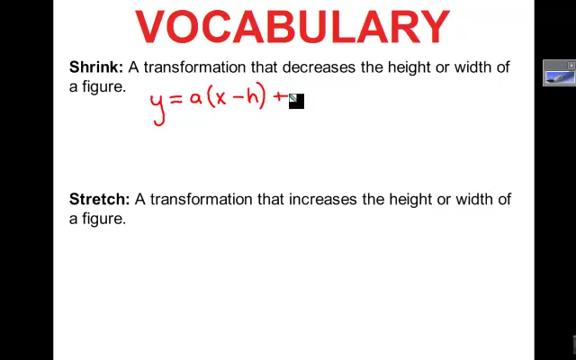 VOCABULARY
Shrink: A transformation that decreases the height or width of
a figure.
y = a(x - h) +
Stretch: A transformation that increases the height or width of
a figure.